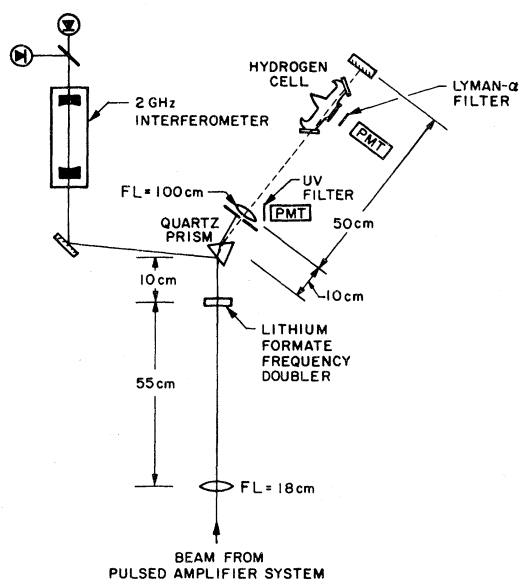 HYDROGEN
CELL
LYMAN-α
FILTER
PMT
2 GHz
INTERFEROMETER
FL = 100cm
UV
FILTER
PMT
50cm
QUARTZ
PRISM
10cm
10cm
LITHIUM
FORMATE
FREQUENCY
DOUBLER
55cm
FL = 18cm
BEAM FROM
PULSED AMPLIFIER SYSTEM